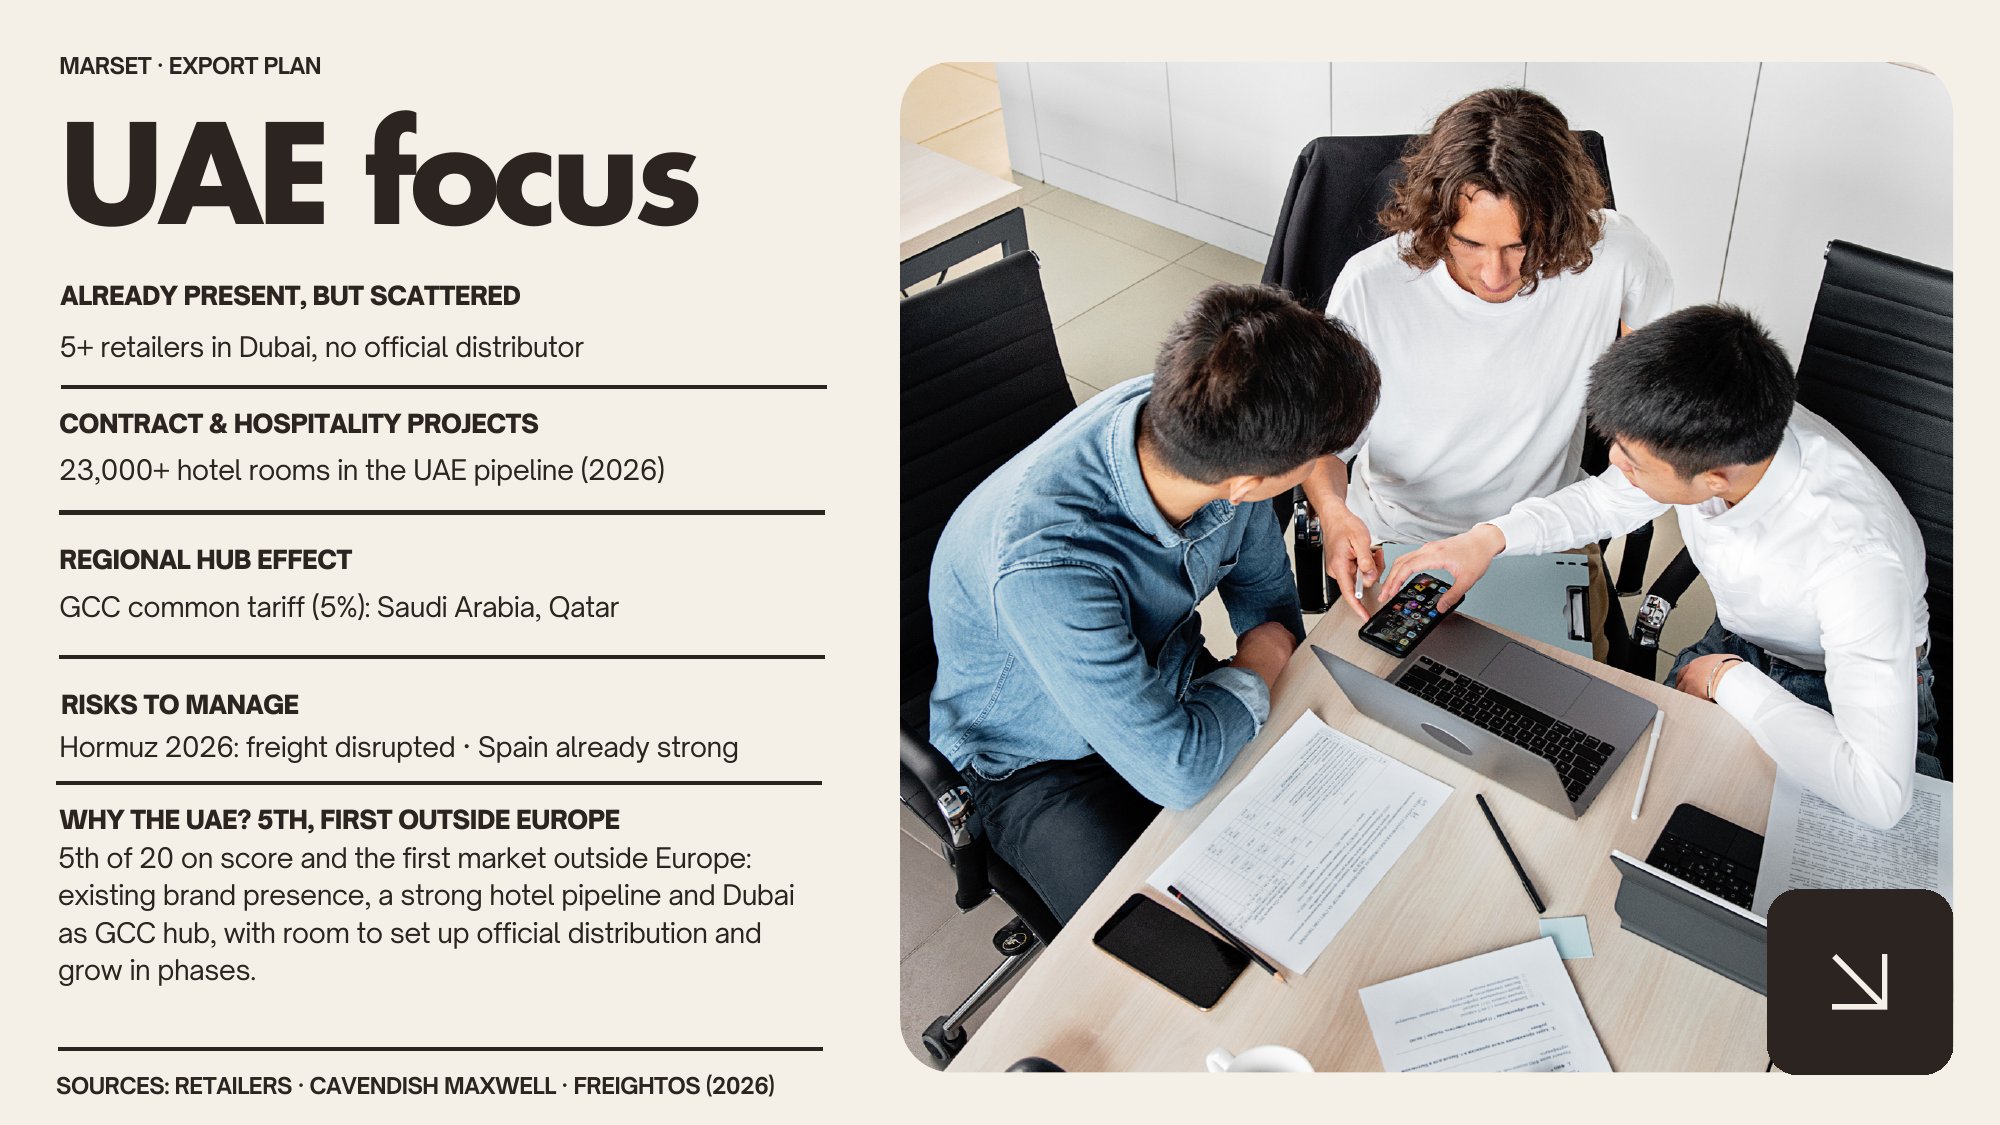 MARSET · EXPORT PLAN
UAE focus
ALREADY PRESENT, BUT SCATTERED
5+ retailers in Dubai, no official distributor
CONTRACT & HOSPITALITY PROJECTS
23,000+ hotel rooms in the UAE pipeline (2026)
REGIONAL HUB EFFECT
GCC common tariff (5%): Saudi Arabia, Qatar
RISKS TO MANAGE
Hormuz 2026: freight disrupted · Spain already strong
WHY THE UAE? 5TH, FIRST OUTSIDE EUROPE
5th of 20 on score and the first market outside Europe:
existing brand presence, a strong hotel pipeline and Dubai
as GCC hub, with room to set up official distribution and
grow in phases.
SOURCES: RETAILERS · CAVENDISH MAXWELL · FREIGHTOS (2026)